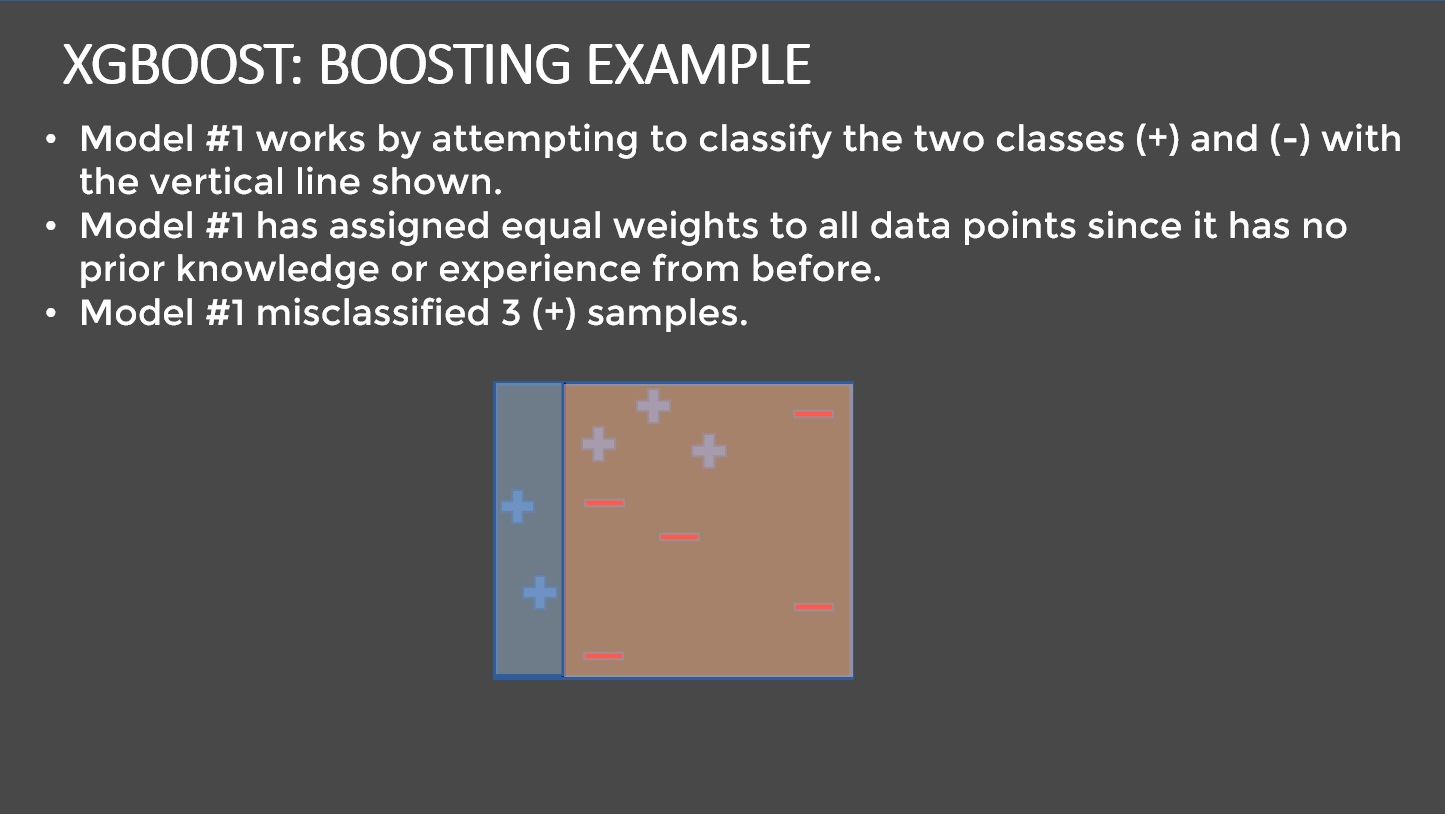 XGBOOST: BOOSTING EXAMPLE
• Model #1 works by attempting to classify the two classes (+) and (-) with
the vertical line shown.
• Model #1 has assigned equal weights to all data points since it has no
prior knowledge or experience from before.
• Model #1 misclassified 3 (+) samples.